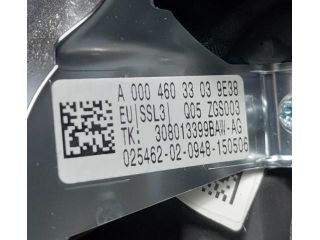 A 000 460 33 03 9E38
EU|SSL3| Q05 ZGS003
TK: 308013399BAW-AG
025462-02-0948-150506